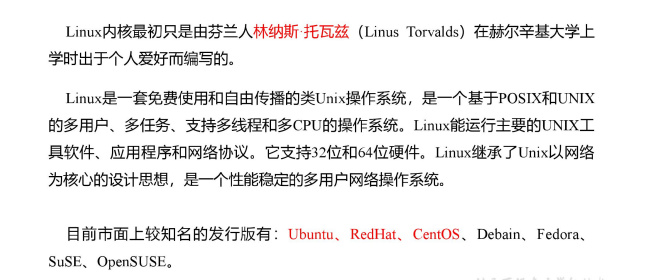 Linux内核最初只是由芬兰人林纳斯·托瓦兹（Linus Torvalds）在赫尔辛基大学上
学时出于个人爱好而编写的。
Linux是一套免费使用和自由传播的类Unix操作系统，是一个基于POSIX和UNIX
的多用户、多任务、支持多线程和多CPU的操作系统。Linux能运行主要的UNIX工
具软件、应用程序和网络协议。它支持32位和64位硬件。Linux继承了Unix以网络
为核心的设计思想，是一个性能稳定的多用户网络操作系统。
目前市面上较知名的发行版有：Ubuntu、RedHat、CentOS、Debain、Fedora、
SuSE、OpenSUSE。